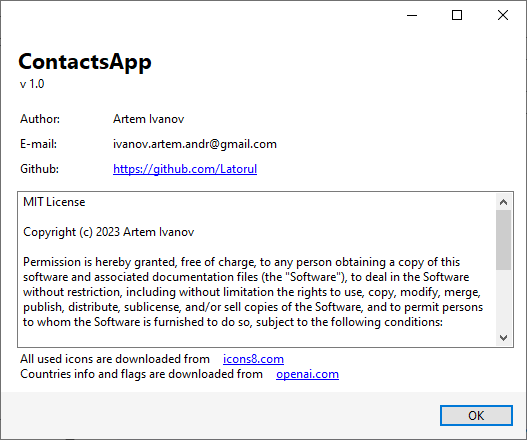 ContactsApp
v 1.0
Author: Artem Ivanov
E-mail: ivanov.artem.andr@gmail.com
Github: https://github.com/Latorul
MIT License
Copyright (c) 2023 Artem Ivanov
Permission is hereby granted, free of charge, to any person obtaining a copy of this
software and associated documentation files (the "Software"), to deal in the Software
without restriction, including without limitation the rights to use, copy, modify, merge,
publish, distribute, sublicense, and/or sell copies of the Software, and to permit persons
to whom the Software is furnished to do so, subject to the following conditions:
All used icons are downloaded from icons8.com
Countries info and flags are downloaded from openai.com
OK